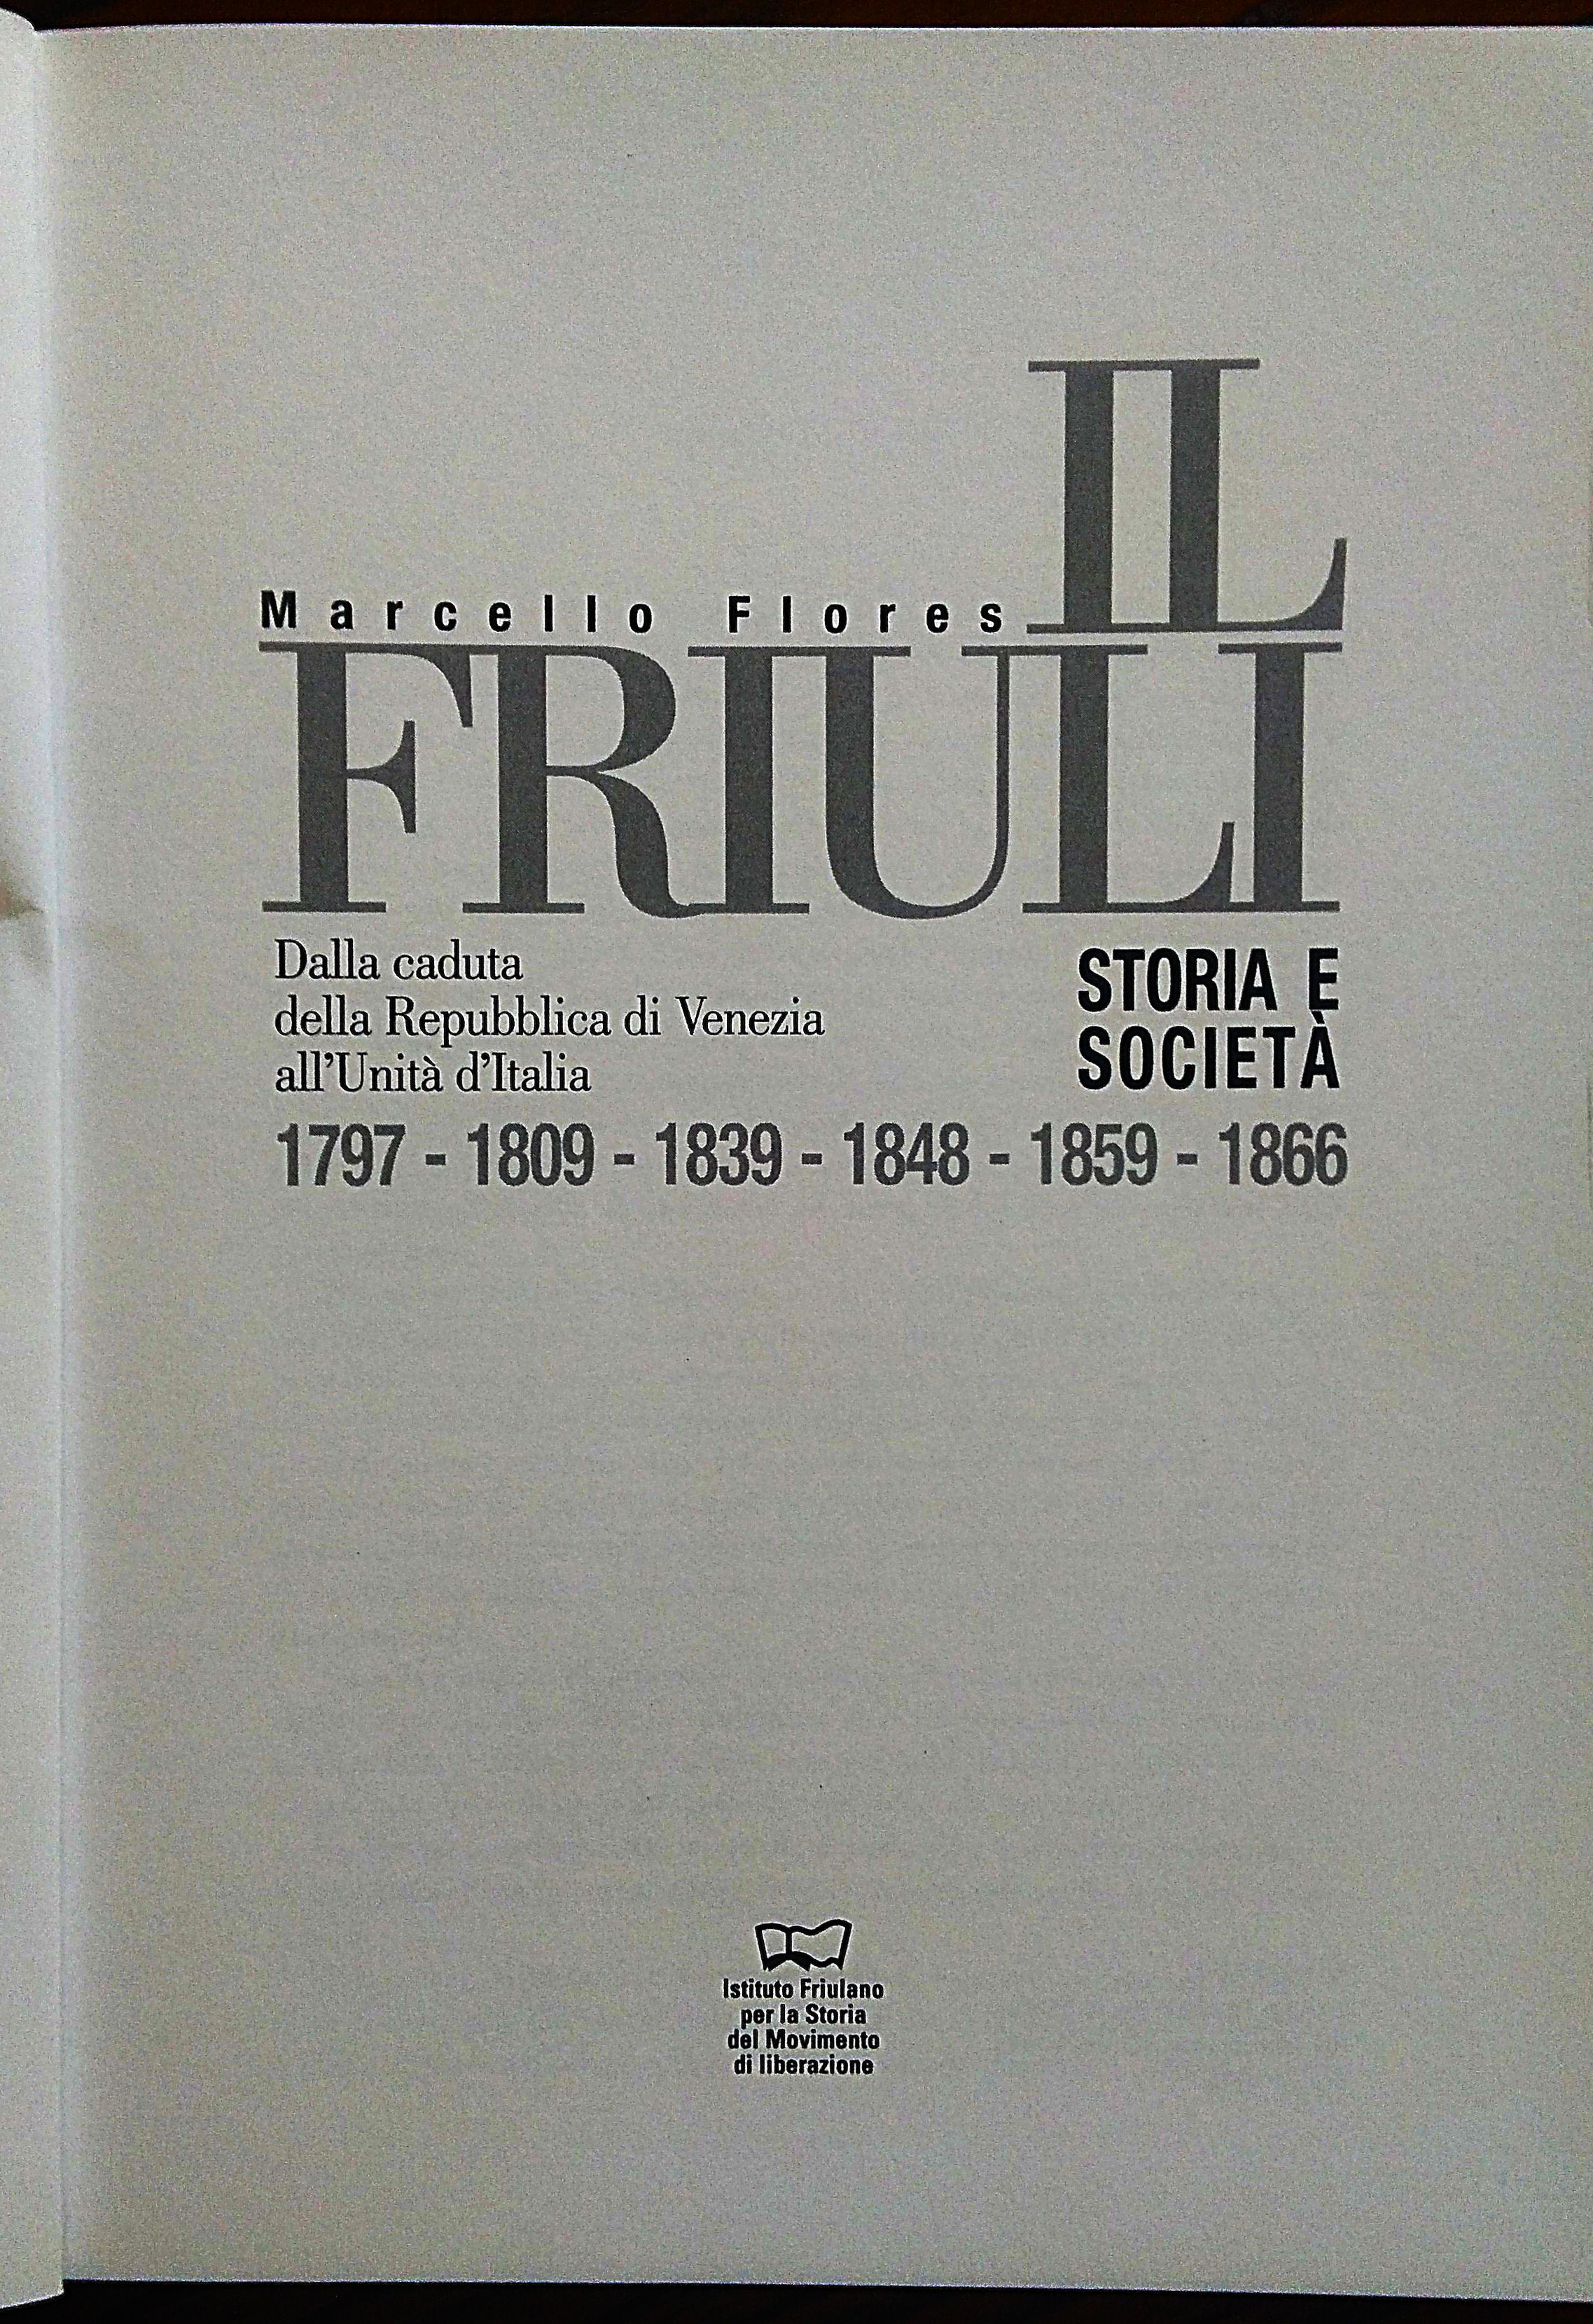 IL
Marcello Flores
FRIULI
Dalla caduta
della Repubblica di Venezia
all'Unità d'Italia
STORIA E
SOCIETÀ
1797 - 1809 - 1839 - 1848 - 1859 - 1866
Istituto Friulano
per la Storia
del Movimento
di liberazione